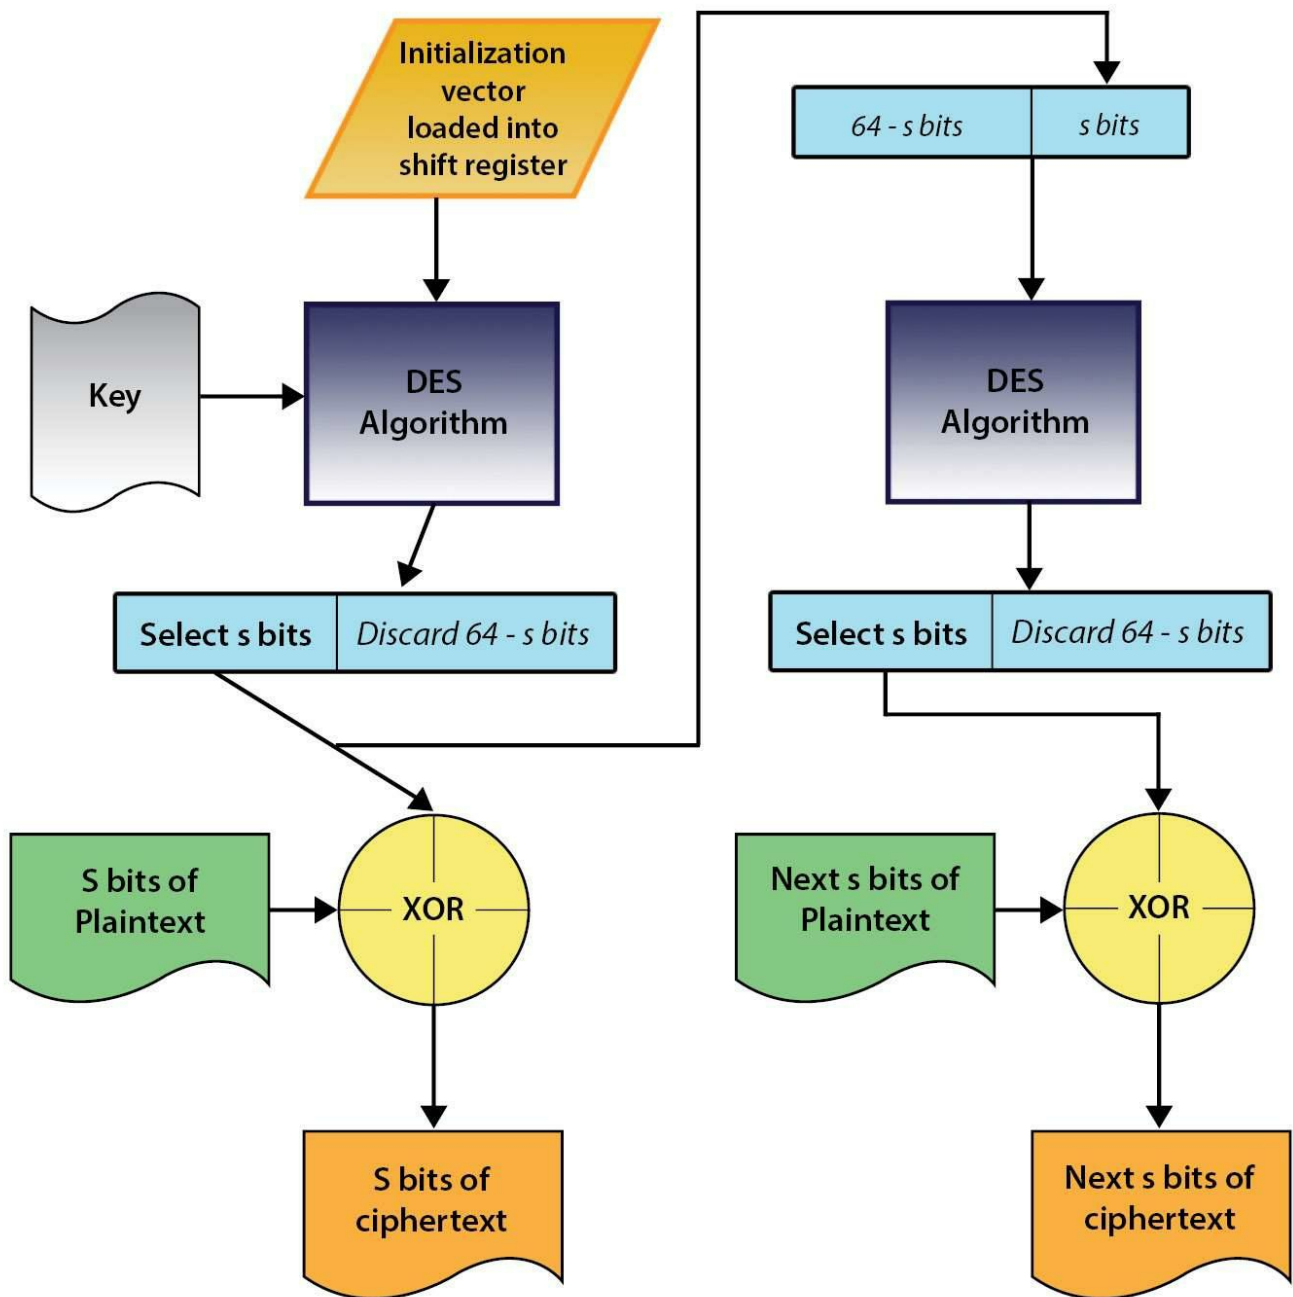 Initialization
vector
loaded into
shift register
64 - s bits
s bits
Key
DES
Algorithm
DES
Algorithm
Select s bits
Discard 64 - s bits
Select s bits
Discard 64 - s bits
S bits of
Plaintext
XOR
Next s bits of
Plaintext
XOR
S bits of
ciphertext
Next s bits of
ciphertext